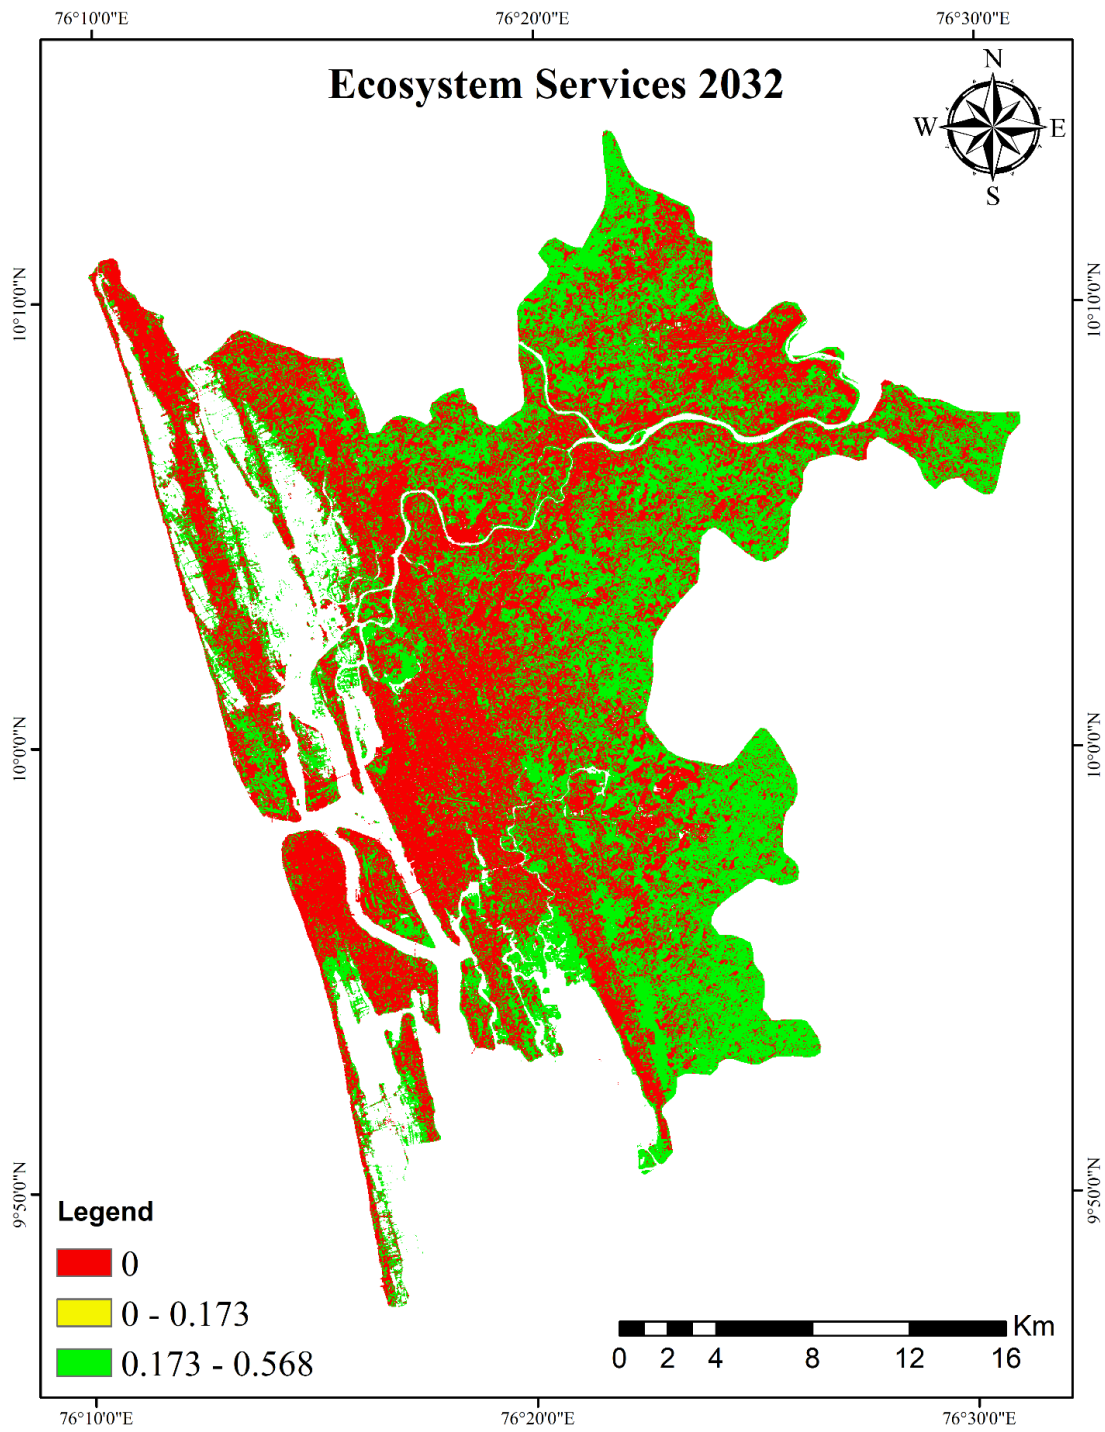 76°10'0"E 76°20'0"E 76°30'0"E
Ecosystem Services 2032
N
W E
S
10°10'0"N 10°10'0"N
10°0'0"N 10°0'0"N
9°50'0"N 9°50'0"N
Legend
0
0 - 0.173
0.173 - 0.568
Km
0 2 4 8 12 16
76°10'0"E 76°20'0"E 76°30'0"E